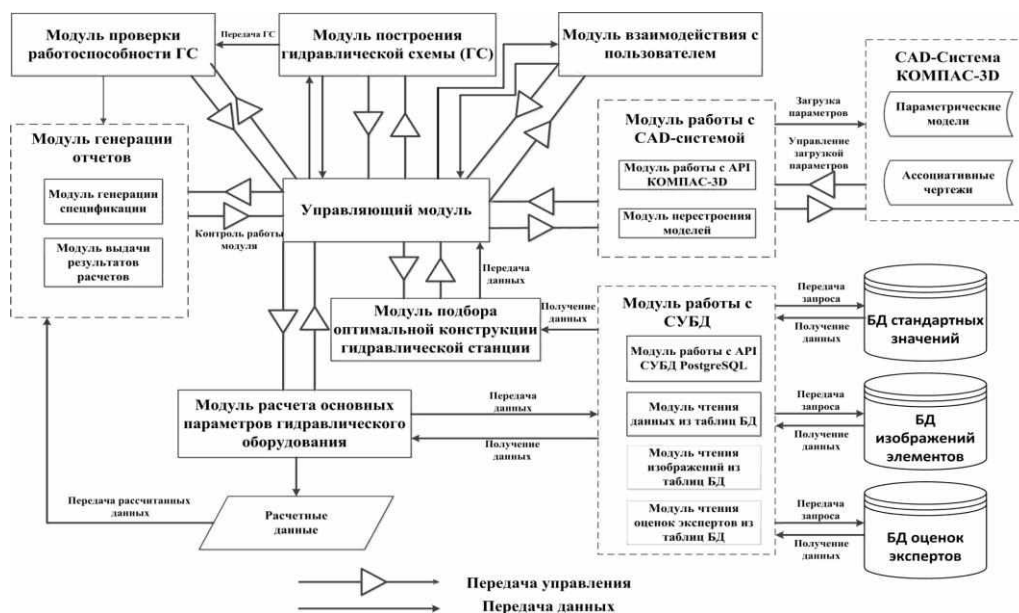 Модуль проверки
работоспособности ГС
Передача ГС
Модуль построения
гидравлической схемы (ГС)
Модуль взаимодействия с
пользователем
CAD-Система
КОМПАС-3D
Параметрические
модели
Ассоциативные
чертежи
Загрузка
параметров
Управление
загрузкой
параметров
Модуль работы с
CAD-системой
Модуль работы с API
КОМПАС-3D
Модуль перестроения
моделей
Модуль генерации
отчетов
Модуль генерации
спецификации
Модуль выдачи
результатов
расчетов
Контроль работы
модуля
Управляющий модуль
Передача
данных
Модуль подбора
оптимальной конструкции
гидравлической станции
Получение
данных
Модуль работы с
СУБД
Модуль работы с API
СУБД PostgreSQL
Модуль чтения
данных из таблиц БД
Модуль чтения
изображений из
таблиц БД
Модуль чтения
оценок экспертов из
таблиц БД
Передача
запроса
Получение
данных
БД стандартных
значений
Передача
запроса
Получение
данных
БД
изображений
элементов
Передача
запроса
Получение
данных
БД оценок
экспертов
Модуль расчета основных
параметров гидравлического
оборудования
Передача
данных
Получение
данных
Передача рассчитанных
данных
Расчетные
данные
Передача управления
Передача данных